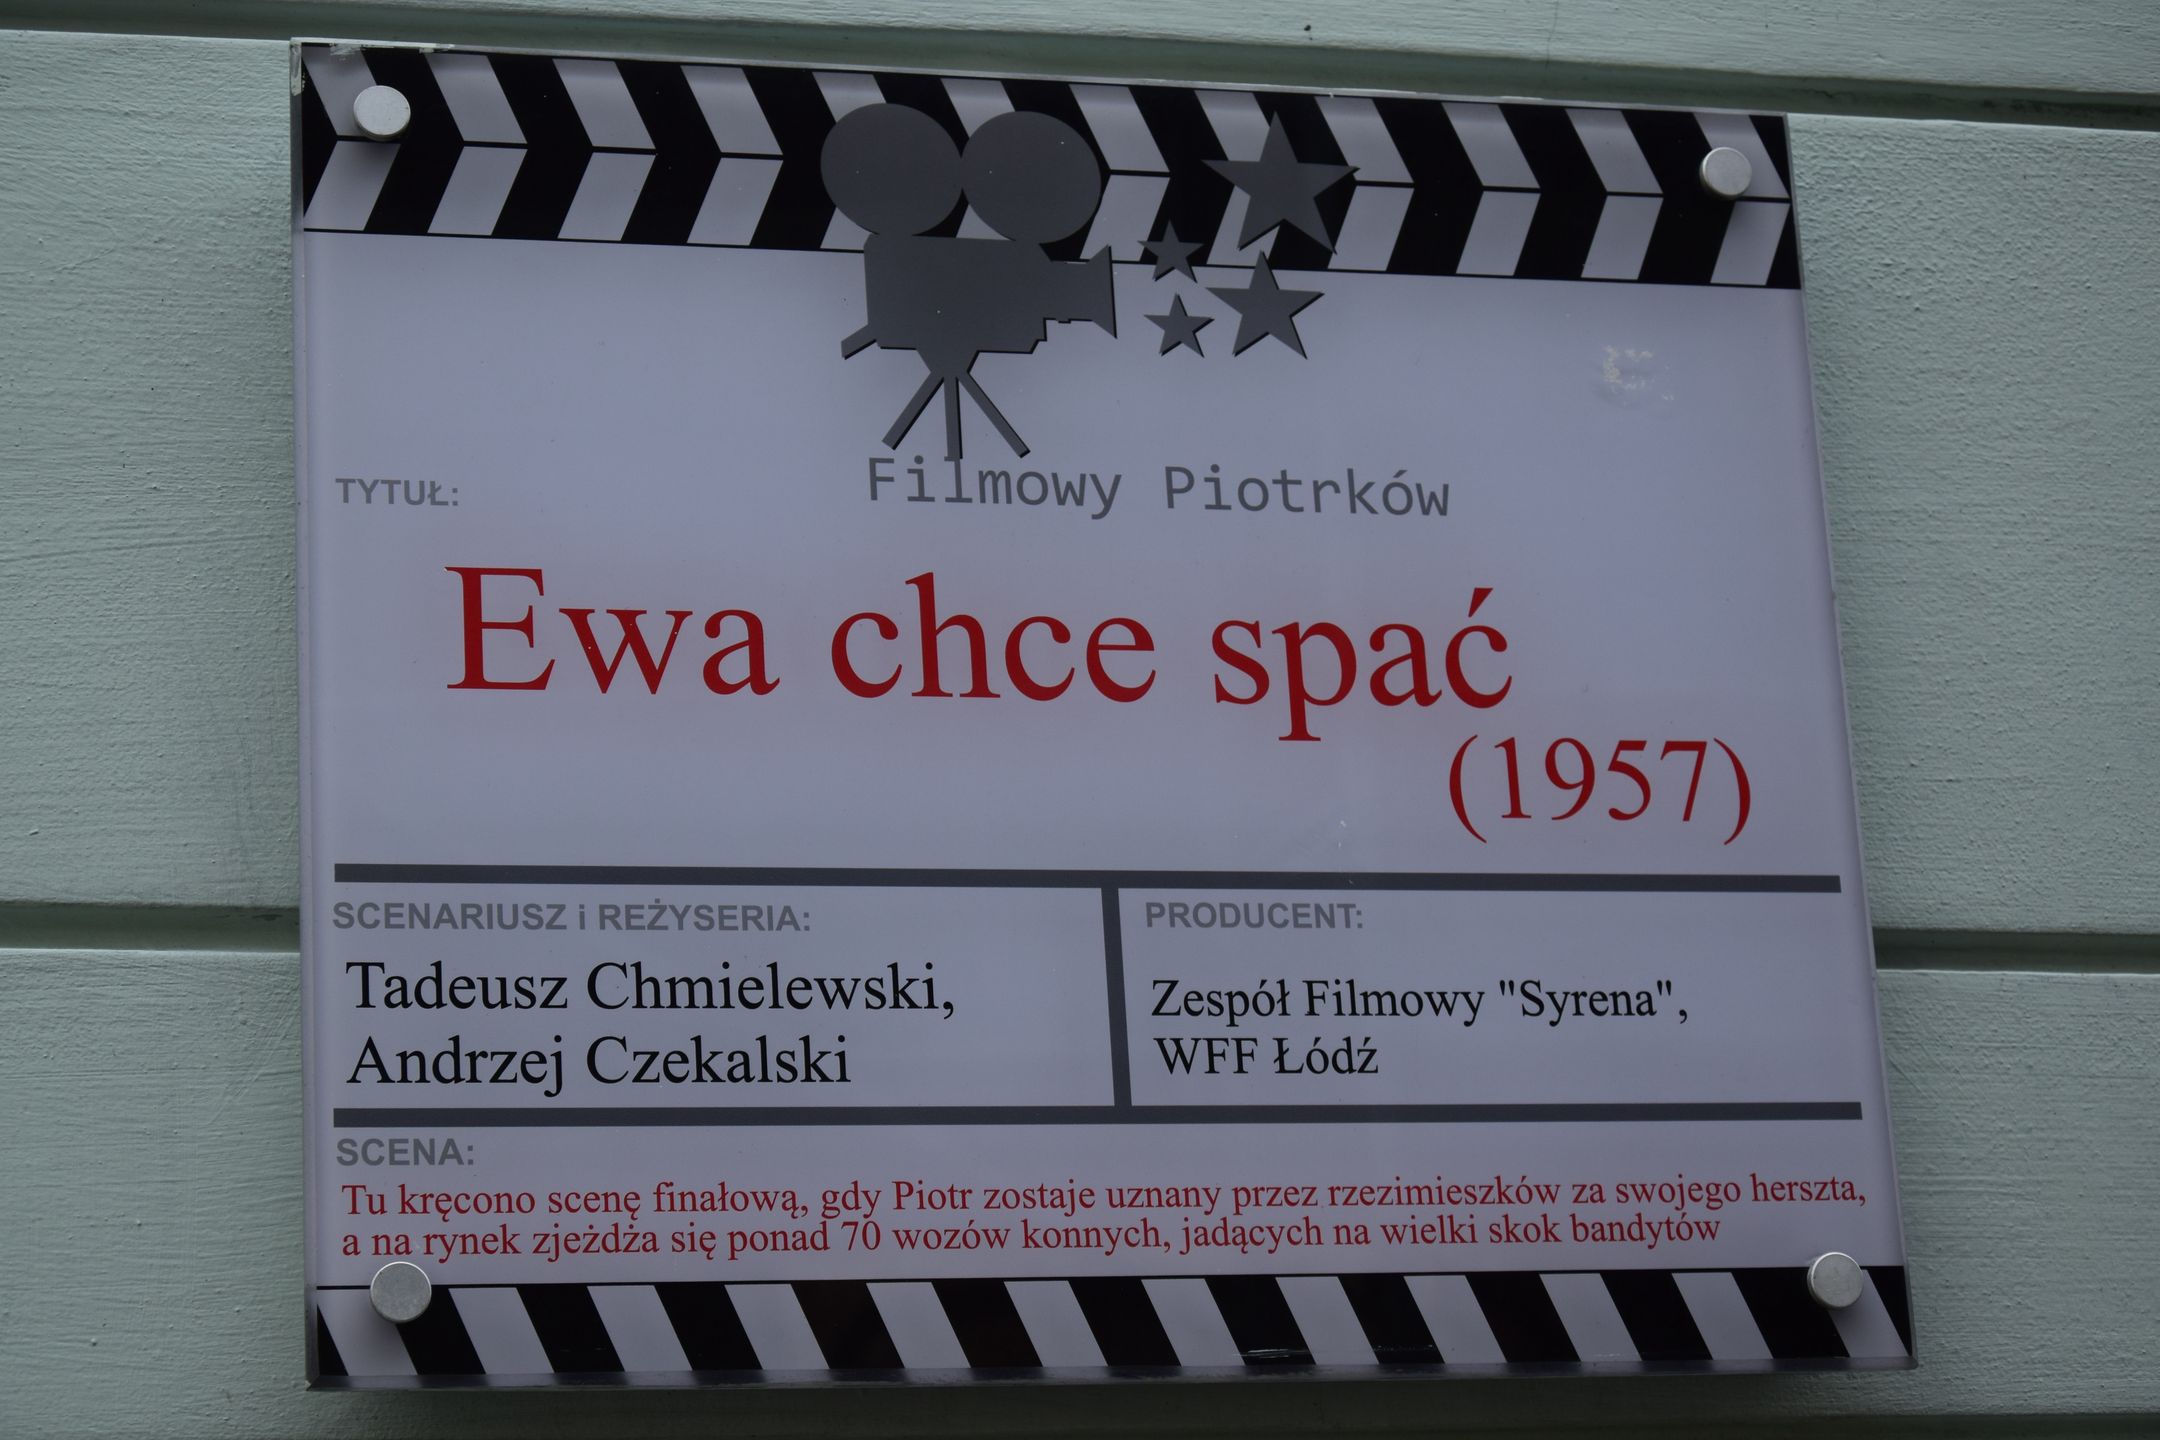 Filmowy Piotrków
TYTUŁ:
Ewa chce spać
(1957)
SCENARIUSZ i REŻYSERIA:
Tadeusz Chmielewski,
Andrzej Czekalski
PRODUCENT:
Zespół Filmowy "Syrena",
WFF Łódź
SCENA:
Tu kręcono scenę finałową, gdy Piotr zostaje uznany przez rzezimieszków za swojego herszta,
a na rynek zjeżdża się ponad 70 wozów konnych, jadących na wielki skok bandytów